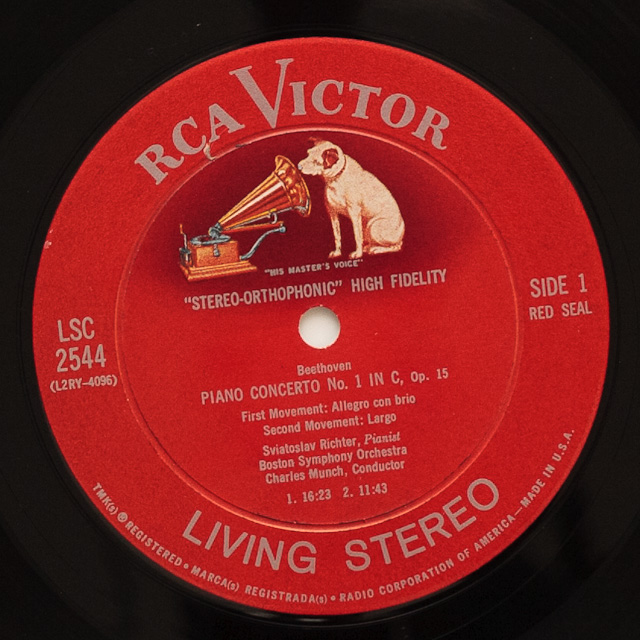 RCA VICTOR
"HIS MASTER'S VOICE"
"STEREO-ORTHOPHONIC" HIGH FIDELITY
SIDE 1
RED SEAL
LSC
2544
(L2RY-4096)
Beethoven
PIANO CONCERTO No. 1 IN C, Op. 15
First Movement: Allegro con brio
Second Movement: Largo
Sviatoslav Richter, Pianist
Boston Symphony Orchestra
Charles Munch, Conductor
1. 16:23 2. 11:43
LIVING STEREO
TMK(s) ® REGISTERED • MARCA(s) REGISTRADA(s) • RADIO CORPORATION OF AMERICA—MADE IN U.S.A.